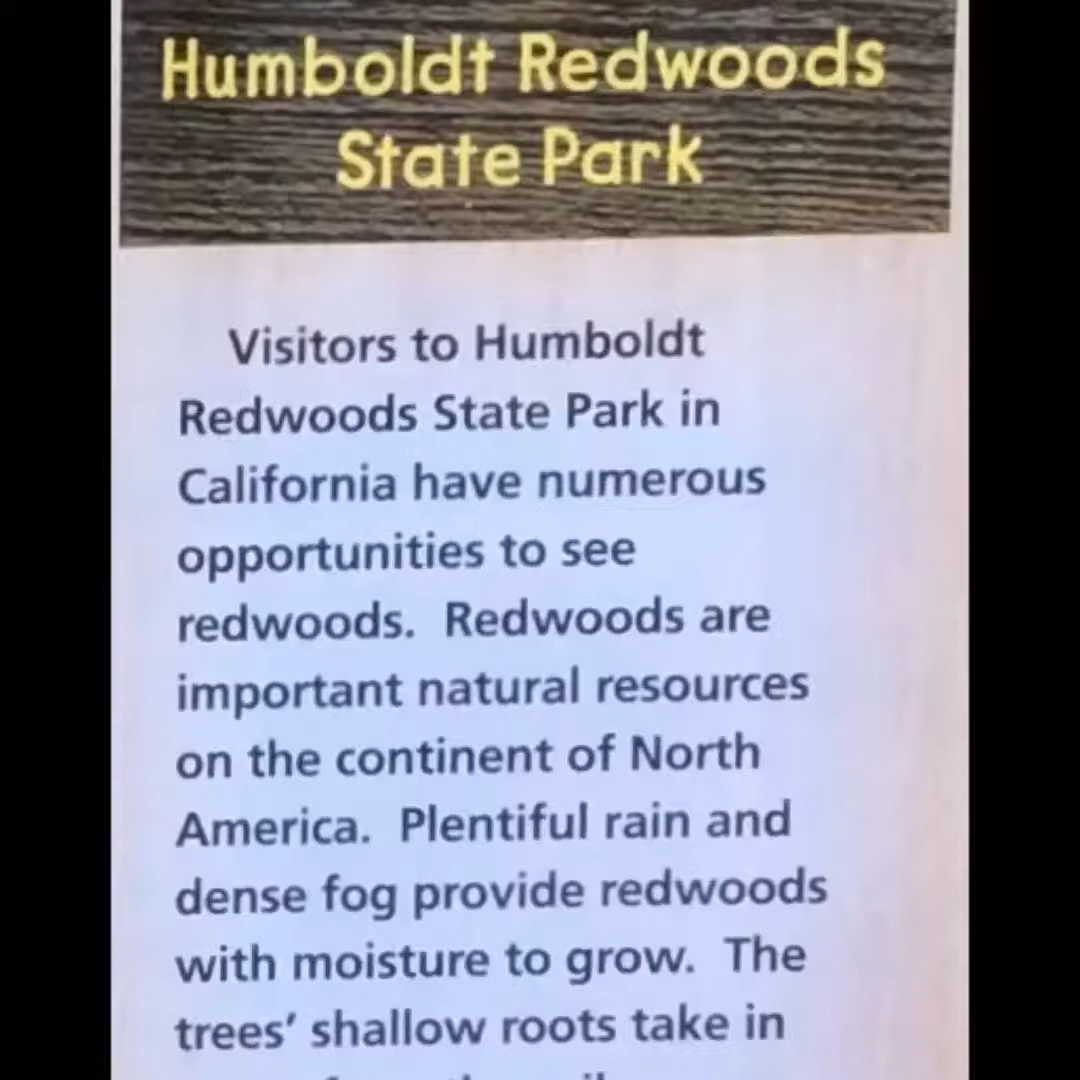 Humboldt Redwoods
State Park
Visitors to Humboldt
Redwoods State Park in
California have numerous
opportunities to see
redwoods. Redwoods are
important natural resources
on the continent of North
America. Plentiful rain and
dense fog provide redwoods
with moisture to grow. The
trees’ shallow roots take in